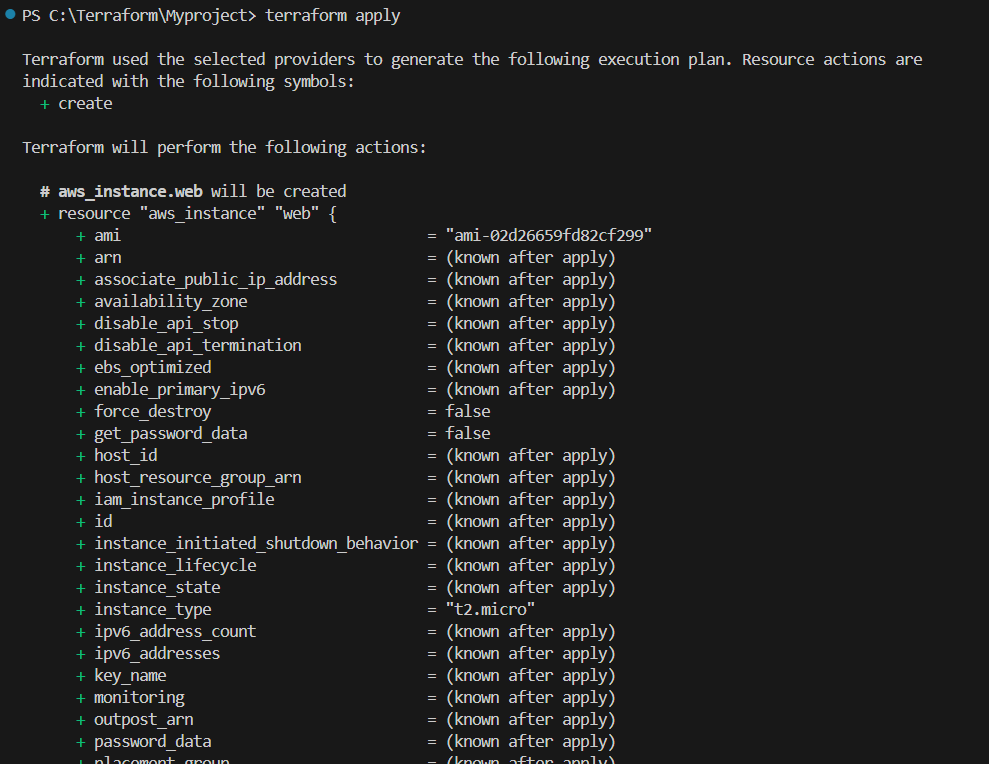 PS C:\Terraform\Myproject> terraform apply
Terraform used the selected providers to generate the following execution plan. Resource actions are
indicated with the following symbols:
+ create
Terraform will perform the following actions:
# aws_instance.web will be created
+ resource "aws_instance" "web" {
+ ami = "ami-02d26659fd82cf299"
+ arn = (known after apply)
+ associate_public_ip_address = (known after apply)
+ availability_zone = (known after apply)
+ disable_api_stop = (known after apply)
+ disable_api_termination = (known after apply)
+ ebs_optimized = (known after apply)
+ enable_primary_ipv6 = (known after apply)
+ force_destroy = false
+ get_password_data = false
+ host_id = (known after apply)
+ host_resource_group_arn = (known after apply)
+ iam_instance_profile = (known after apply)
+ id = (known after apply)
+ instance_initiated_shutdown_behavior = (known after apply)
+ instance_lifecycle = (known after apply)
+ instance_state = (known after apply)
+ instance_type = "t2.micro"
+ ipv6_address_count = (known after apply)
+ ipv6_addresses = (known after apply)
+ key_name = (known after apply)
+ monitoring = (known after apply)
+ outpost_arn = (known after apply)
+ password_data = (known after apply)
+ placement_group = (known after apply)